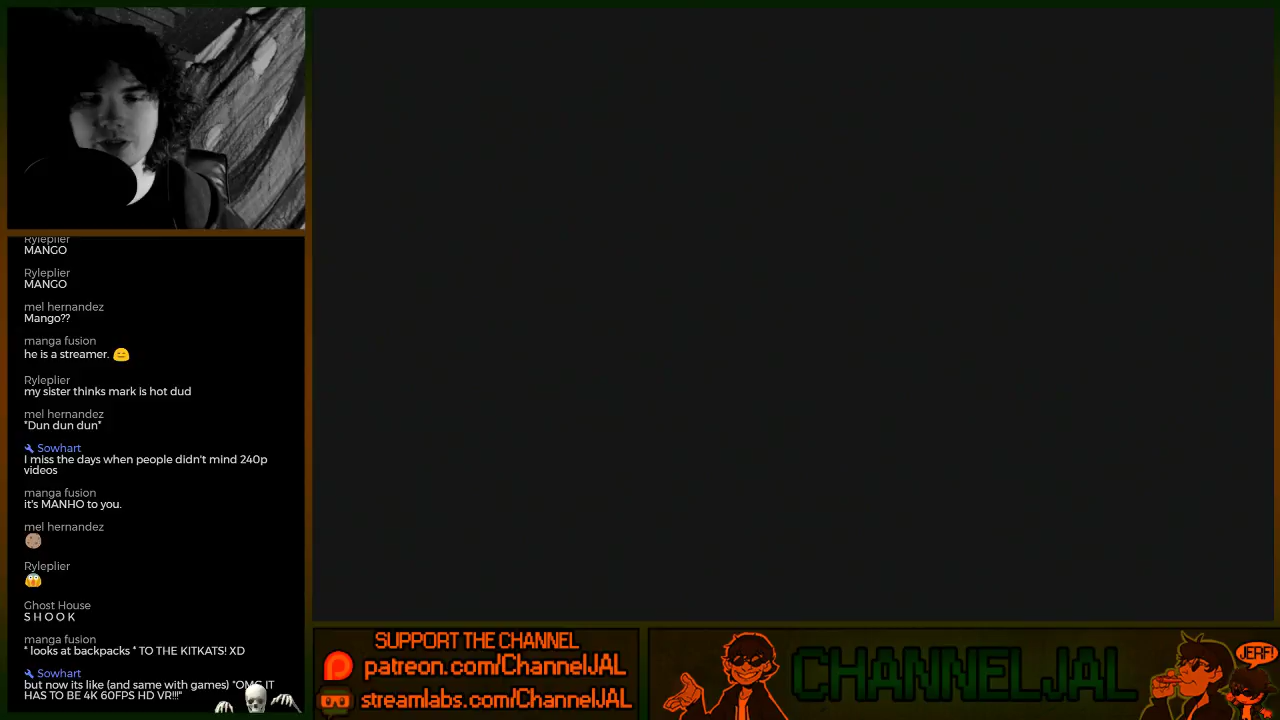 Ryleplier
MANGO
Ryleplier
MANGO
mel hernandez
Mango??
manga fusion
he is a streamer.
Ryleplier
my sister thinks mark is hot dud
mel hernandez
*Dun dun dun*
Sowhart
I miss the days when people didn't mind 240p
videos
manga fusion
it's MANHO to you.
mel hernandez
Ryleplier
Ghost House
S H O O K
manga fusion
* looks at backpacks * TO THE KITKATS! XD
Sowhart
but now its like (and same with games) "OMG IT
HAS TO BE 4K 60FPS HD VR!!!"
SUPPORT THE CHANNEL
patreon.com/ChannelJAL
streamlabs.com/ChannelJAL
CHANNELJAL
JERF!